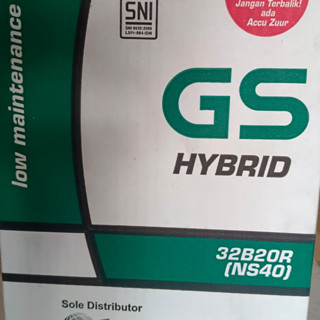 low maintenance
SNI
Jangan Terbalik!
ada
Accu Zuur
GS
HYBRID
32B20R
(NS40)
Sole Distributor